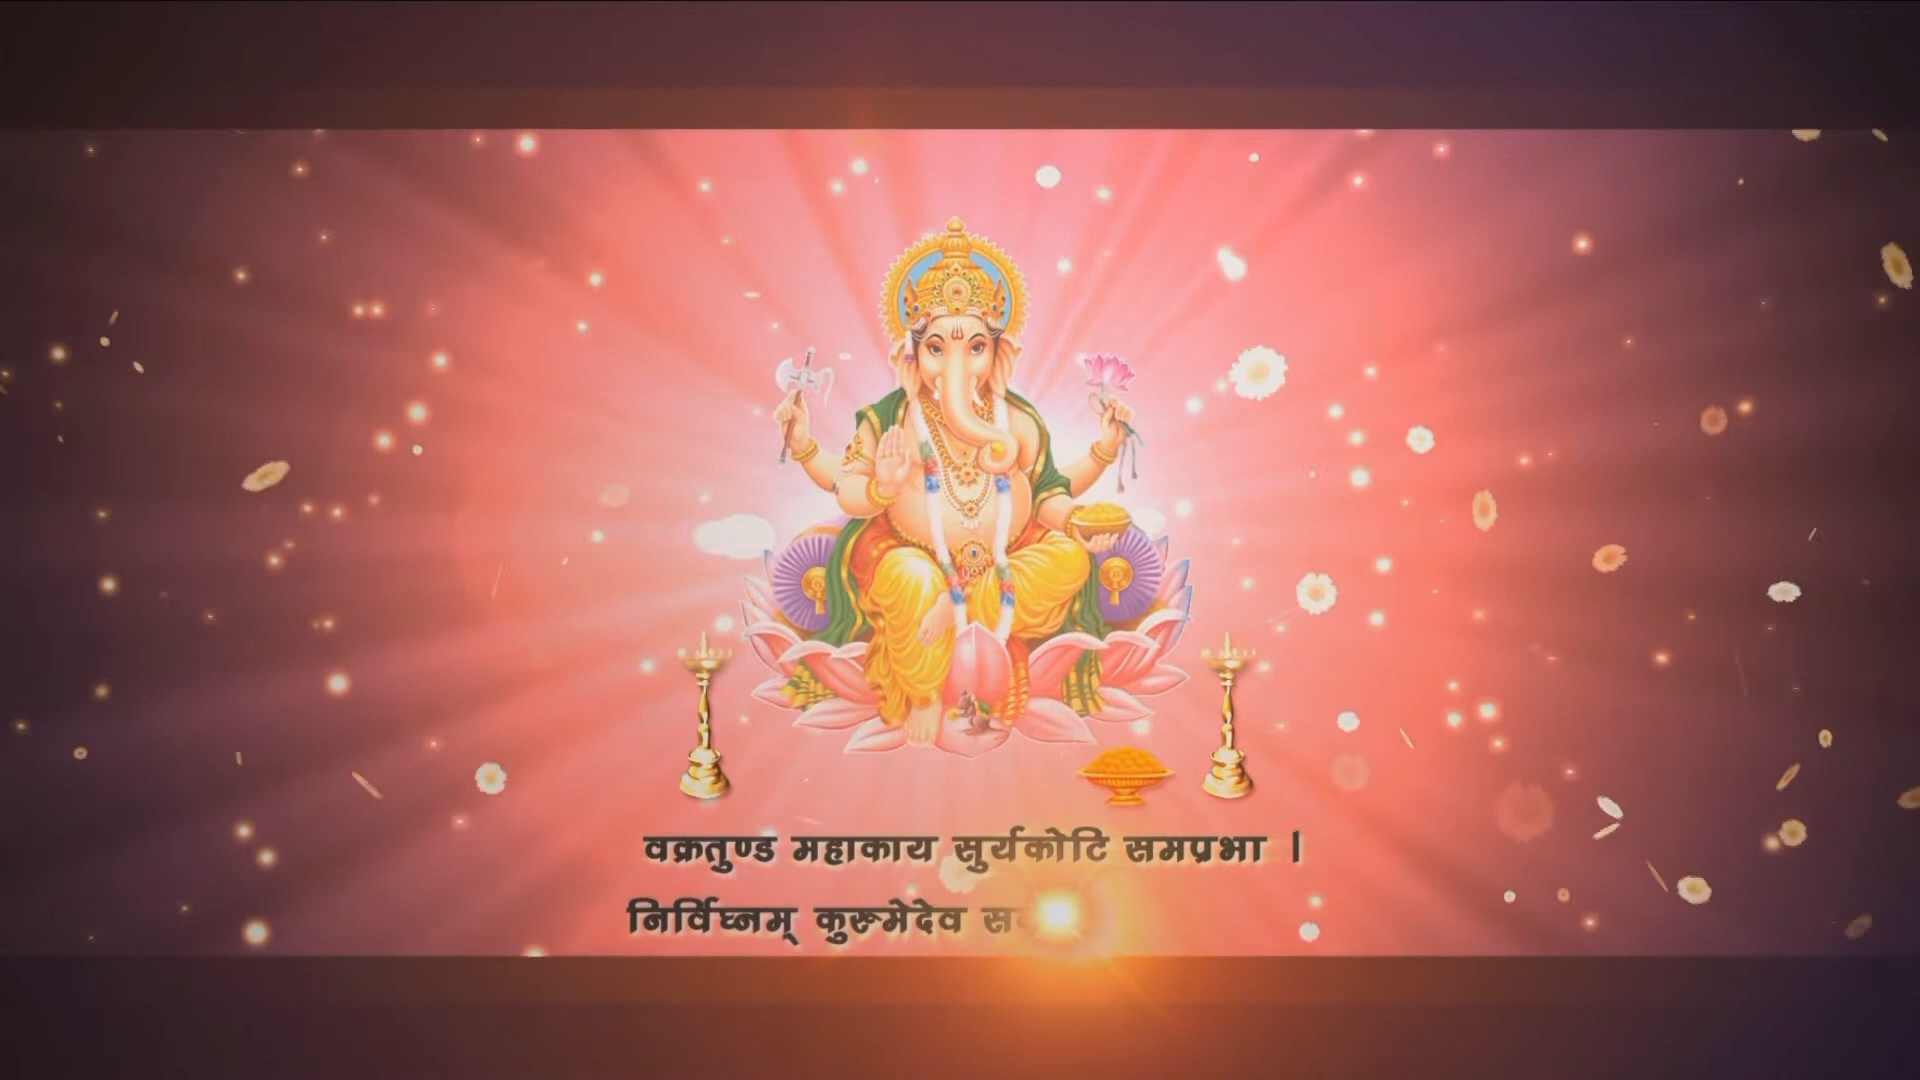 वक्रतुण्ड महाकाय सुर्यकोटि समप्रभा ।
निर्विघ्नम् कुरूमेदेव